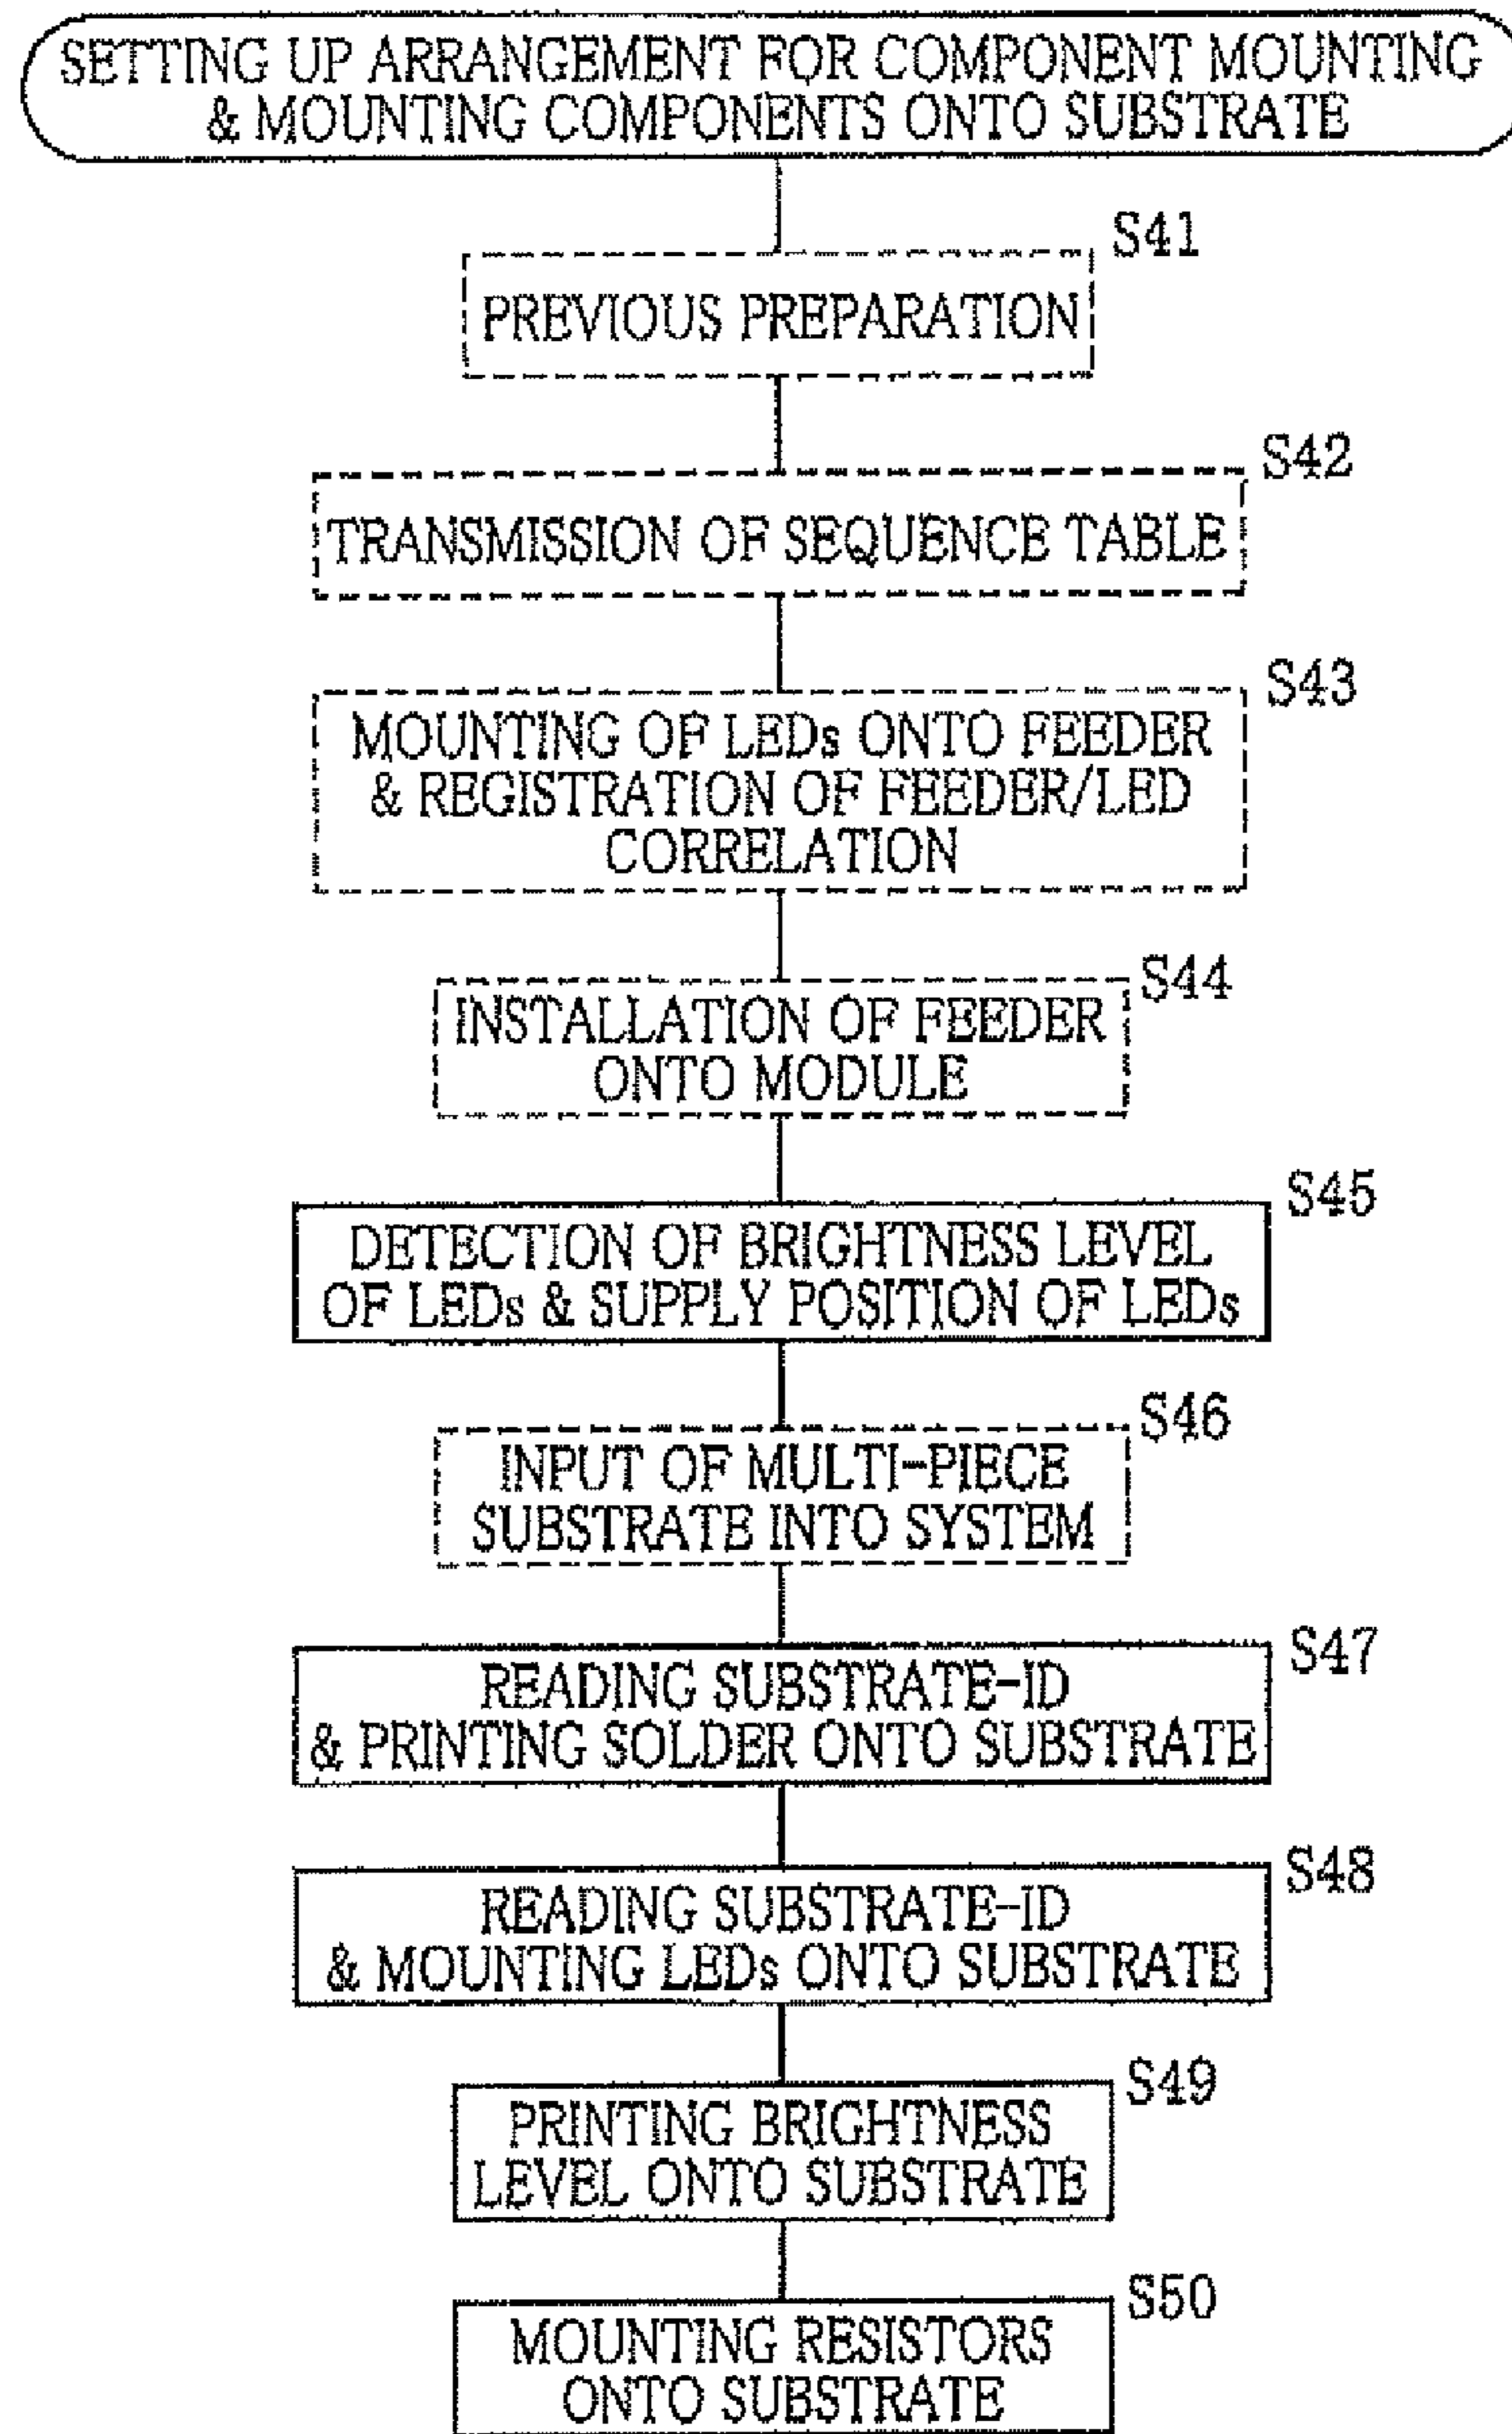 SETTING UP ARRANGEMENT FOR COMPONENT MOUNTING
& MOUNTING COMPONENTS ONTO SUBSTRATE
S41
PREVIOUS PREPARATION
S42
TRANSMISSION OF SEQUENCE TABLE
S43
MOUNTING OF LEDs ONTO FEEDER
& REGISTRATION OF FEEDER/LED
CORRELATION
S44
INSTALLATION OF FEEDER
ONTO MODULE
S45
DETECTION OF BRIGHTNESS LEVEL
OF LEDs & SUPPLY POSITION OF LEDs
S46
INPUT OF MULTI-PIECE
SUBSTRATE INTO SYSTEM
S47
READING SUBSTRATE-ID
& PRINTING SOLDER ONTO SUBSTRATE
S48
READING SUBSTRATE-ID
& MOUNTING LEDs ONTO SUBSTRATE
S49
PRINTING BRIGHTNESS
LEVEL ONTO SUBSTRATE
S50
MOUNTING RESISTORS
ONTO SUBSTRATE